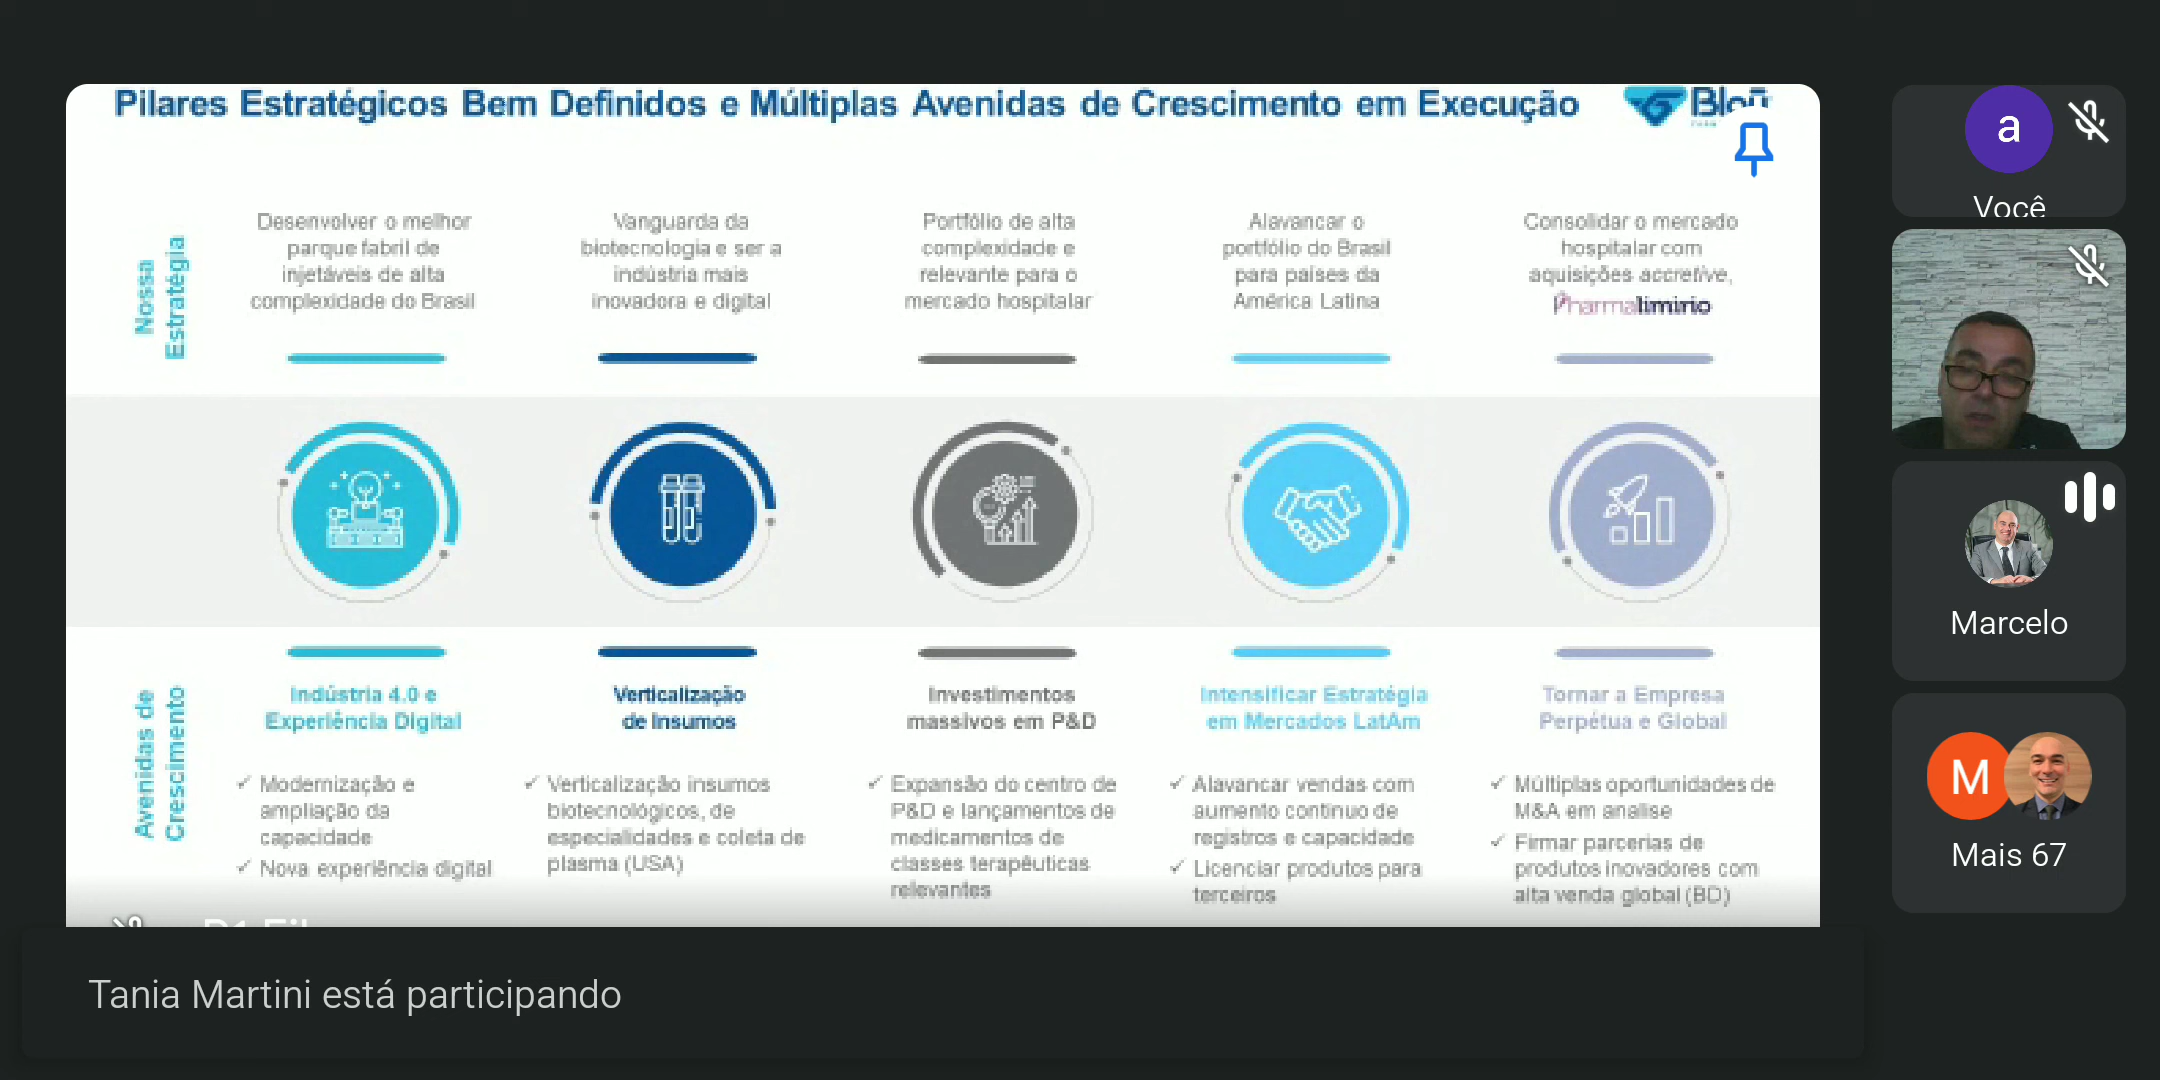 Pilares Estratégicos Bem Definidos e Múltiplas Avenidas de Crescimento em Execução
Nossa
Estratégia
Desenvolver o melhor
parque fabril de
injetáveis de alta
complexidade do Brasil
Vanguarda da
biotecnologia e ser a
indústria mais
inovadora e digital
Portfólio de alta
complexidade e
relevante para o
mercado hospitalar
Alavancar o
portfólio do Brasil
para países da
América Latina
Consolidar o mercado
hospitalar com
aquisições accretive,
Pharmalimirio
Avenidas de
Crescimento
Indústria 4.0 e
Experiência Digital
✓ Modernização e
ampliação da
capacidade
✓ Nova experiência digital
Verticalização
de Insumos
✓ Verticalização insumos
biotecnológicos, de
especialidades e coleta de
plasma (USA)
Investimentos
massivos em P&D
✓ Expansão do centro de
P&D e lançamentos de
medicamentos de
classes terapêuticas
relevantes
Intensificar Estratégia
em Mercados LatAm
✓ Alavancar vendas com
aumento contínuo de
registros e capacidade
✓ Licenciar produtos para
terceiros
Tornar a Empresa
Perpétua e Global
✓ Múltiplas oportunidades de
M&A em analise
✓ Firmar parcerias de
produtos inovadores com
alta venda global (BD)
a
Você
Marcelo
M
Mais 67
Tania Martini está participando